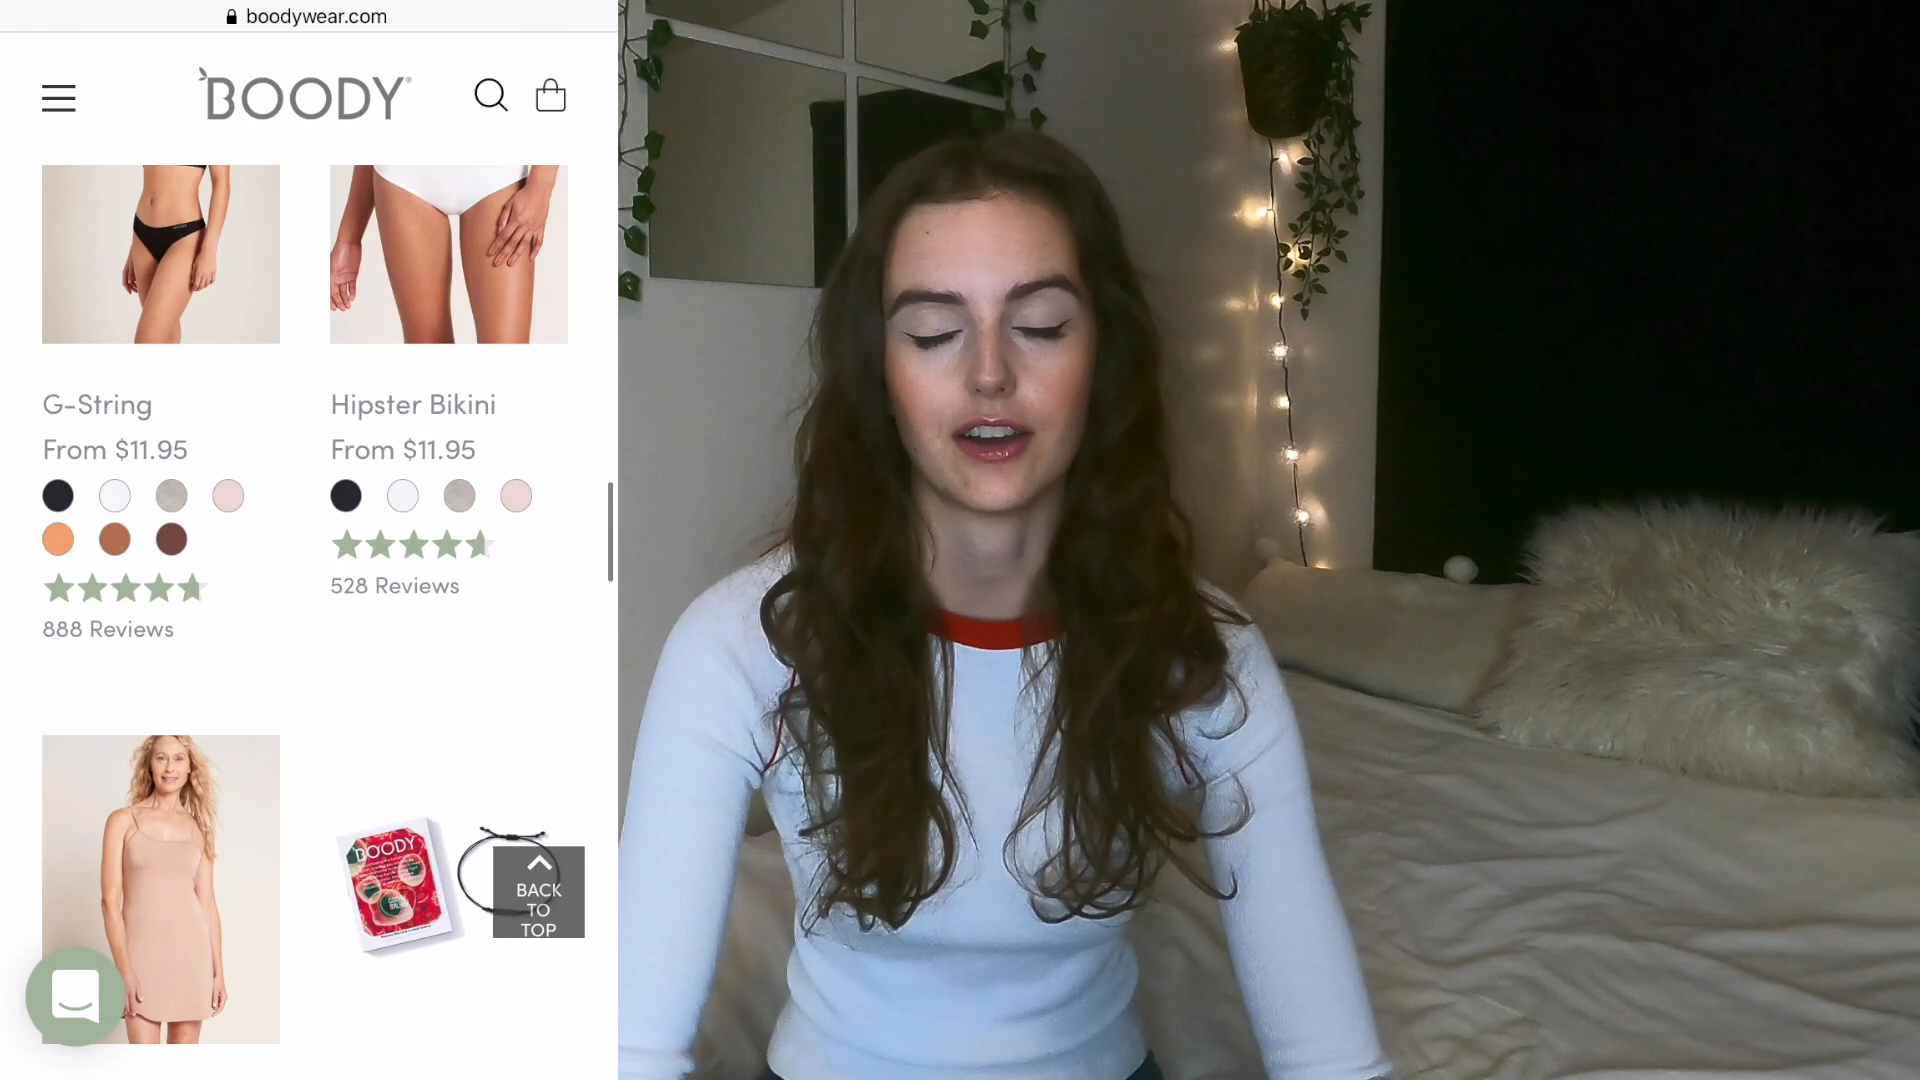 boodywear.com
BOODY
G-String
From $11.95
888 Reviews
Hipster Bikini
From $11.95
528 Reviews
BOODY
BACK
TO
TOP